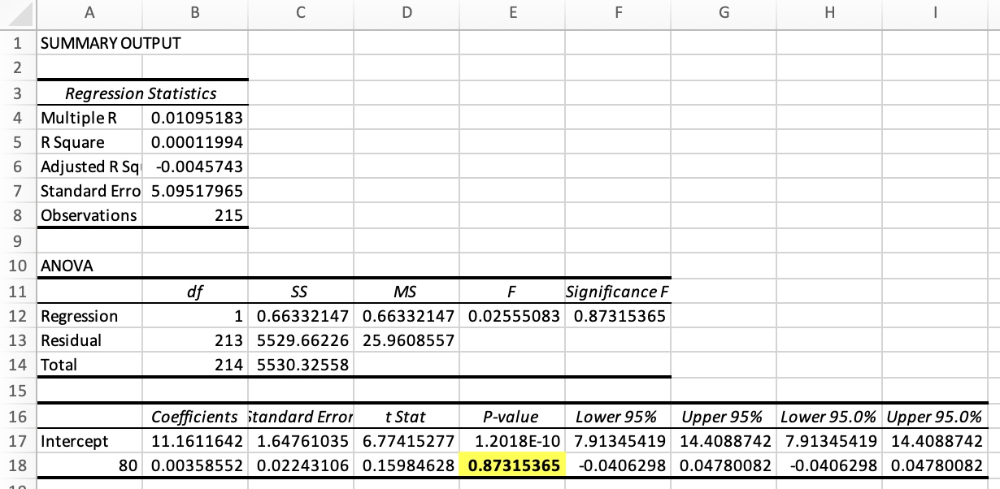 A B C D E F G H I
1 SUMMARY OUTPUT
2
3 Regression Statistics
4 Multiple R 0.01095183
5 R Square 0.00011994
6 Adjusted R Sq -0.0045743
7 Standard Erro 5.09517965
8 Observations 215
9
10 ANOVA
11 df SS MS F Significance F
12 Regression 1 0.66332147 0.66332147 0.02555083 0.87315365
13 Residual 213 5529.66226 25.9608557
14 Total 214 5530.32558
15
16 Coefficients Standard Error t Stat P-value Lower 95% Upper 95% Lower 95.0% Upper 95.0%
17 Intercept 11.1611642 1.64761035 6.77415277 1.2018E-10 7.91345419 14.4088742 7.91345419 14.4088742
18 80 0.00358552 0.02243106 0.15984628 0.87315365 -0.0406298 0.04780082 -0.0406298 0.04780082